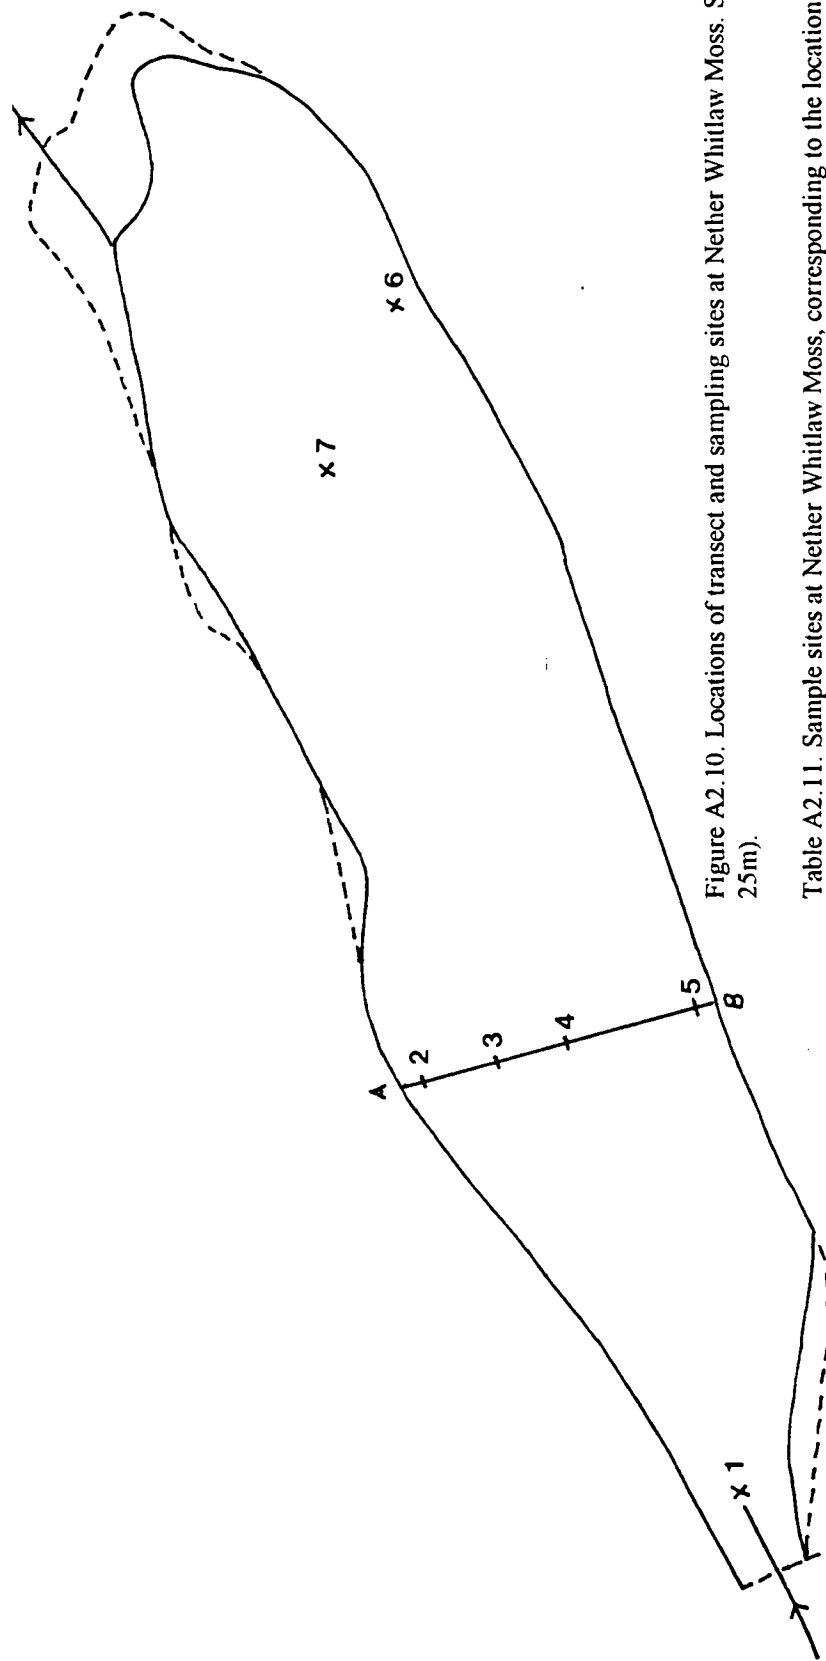 x 7
A
x 6
2
3
4
5
B
x 1
Figure A2.10. Locations of transect and sampling sites at Nether Whitlaw Moss. S
25m).
Table A2.11. Sample sites at Nether Whitlaw Moss, corresponding to the location